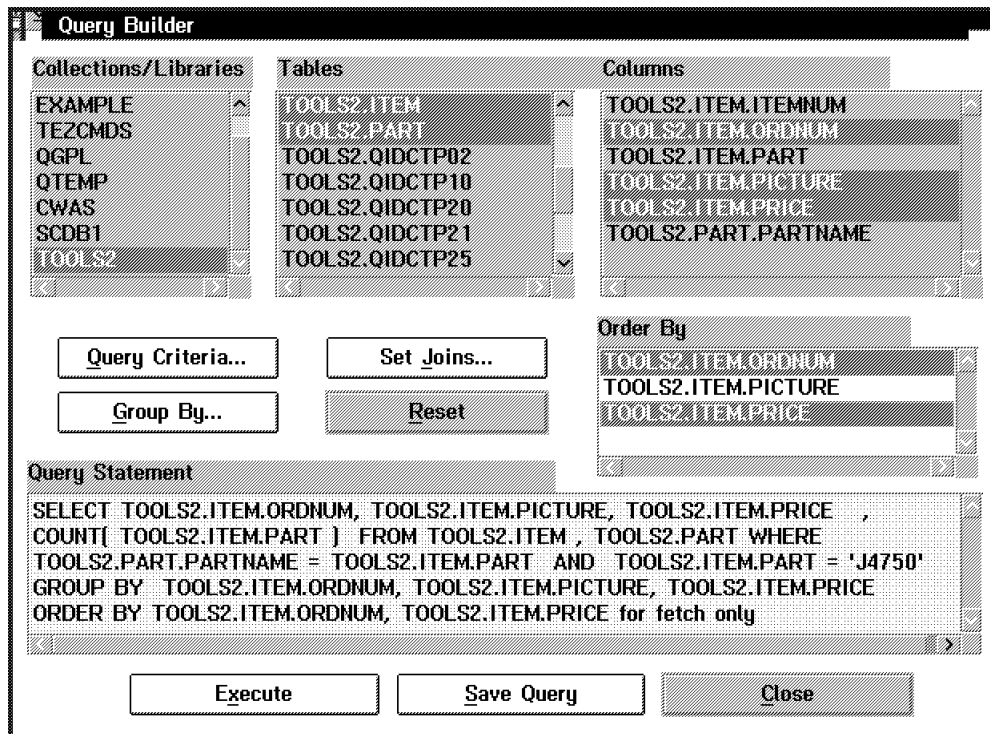 Query Builder
Collections/Libraries
EXAMPLE
TEZCMDS
QGPL
QTEMP
CWAS
SCDB1
TOOLS2
Tables
TOOLS2.ITEM
TOOLS2.PART
TOOLS2.QIDCTP02
TOOLS2.QIDCTP10
TOOLS2.QIDCTP20
TOOLS2.QIDCTP21
TOOLS2.QIDCTP25
Columns
TOOLS2.ITEM.ITEMNUM
TOOLS2.ITEM.ORDNUM
TOOLS2.ITEM.PART
TOOLS2.ITEM.PICTURE
TOOLS2.ITEM.PRICE
TOOLS2.PART.PARTNAME
Query Criteria...
Set Joins...
Group By...
Reset
Order By
TOOLS2.ITEM.ORDNUM
TOOLS2.ITEM.PICTURE
TOOLS2.ITEM.PRICE
Query Statement
SELECT TOOLS2.ITEM.ORDNUM, TOOLS2.ITEM.PICTURE, TOOLS2.ITEM.PRICE ,
COUNT( TOOLS2.ITEM.PART ) FROM TOOLS2.ITEM , TOOLS2.PART WHERE
TOOLS2.PART.PARTNAME = TOOLS2.ITEM.PART AND TOOLS2.ITEM.PART = 'J4750'
GROUP BY TOOLS2.ITEM.ORDNUM, TOOLS2.ITEM.PICTURE, TOOLS2.ITEM.PRICE
ORDER BY TOOLS2.ITEM.ORDNUM, TOOLS2.ITEM.PRICE for fetch only
Execute
Save Query
Close